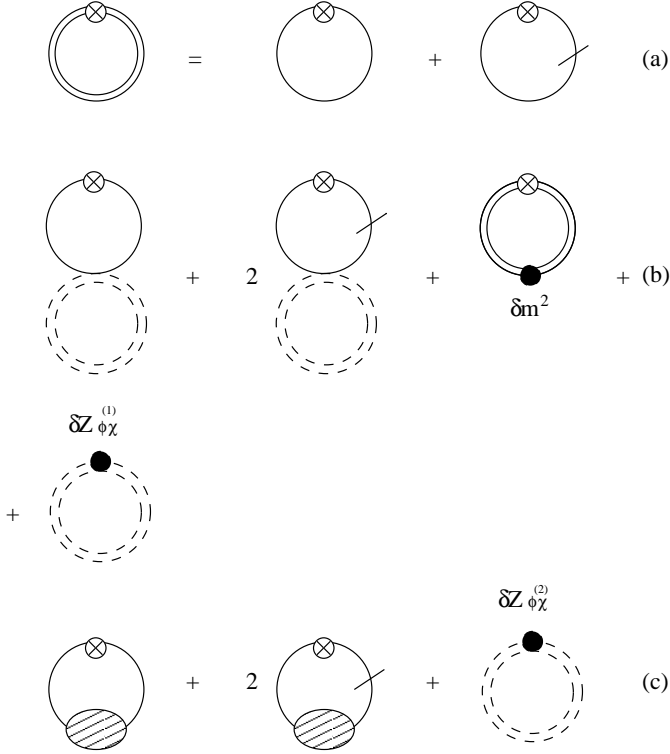 = + (a)
+ 2 + + (b)
δm²
δZ ϕχ (1)
+
δZ ϕχ (2)
+ 2 + (c)